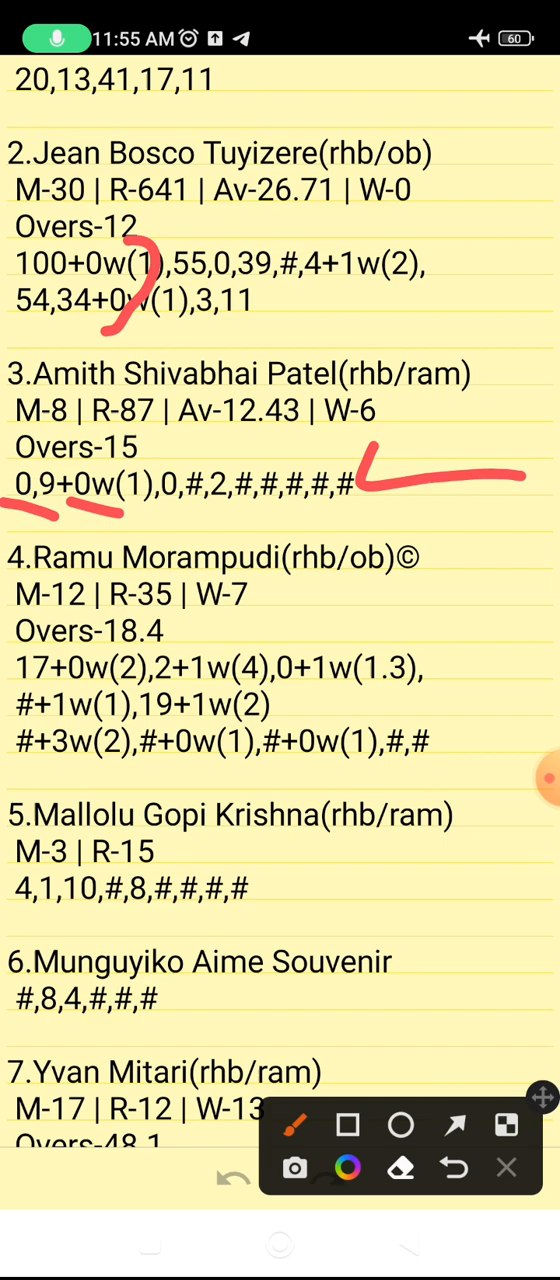 11:55 AM
60
20,13,41,17,11
2.Jean Bosco Tuyizere(rhb/ob)
M-30 | R-641 | Av-26.71 | W-0
Overs-12
100+0w(1),55,0,39,#,4+1w(2),
54,34+0w(1),3,11
3.Amith Shivabhai Patel(rhb/ram)
M-8 | R-87 | Av-12.43 | W-6
Overs-15
0,9+0w(1),0,#,2,#,#,#,#,#
4.Ramu Morampudi(rhb/ob)©
M-12 | R-35 | W-7
Overs-18.4
17+0w(2),2+1w(4),0+1w(1.3),
#+1w(1),19+1w(2)
#+3w(2),#+0w(1),#+0w(1),#,#
5.Mallolu Gopi Krishna(rhb/ram)
M-3 | R-15
4,1,10,#,8,#,#,#,#
6.Munguyiko Aime Souvenir
#,8,4,#,#,#
7.Yvan Mitari(rhb/ram)
M-17 | R-12 | W-13
Overs-48.1